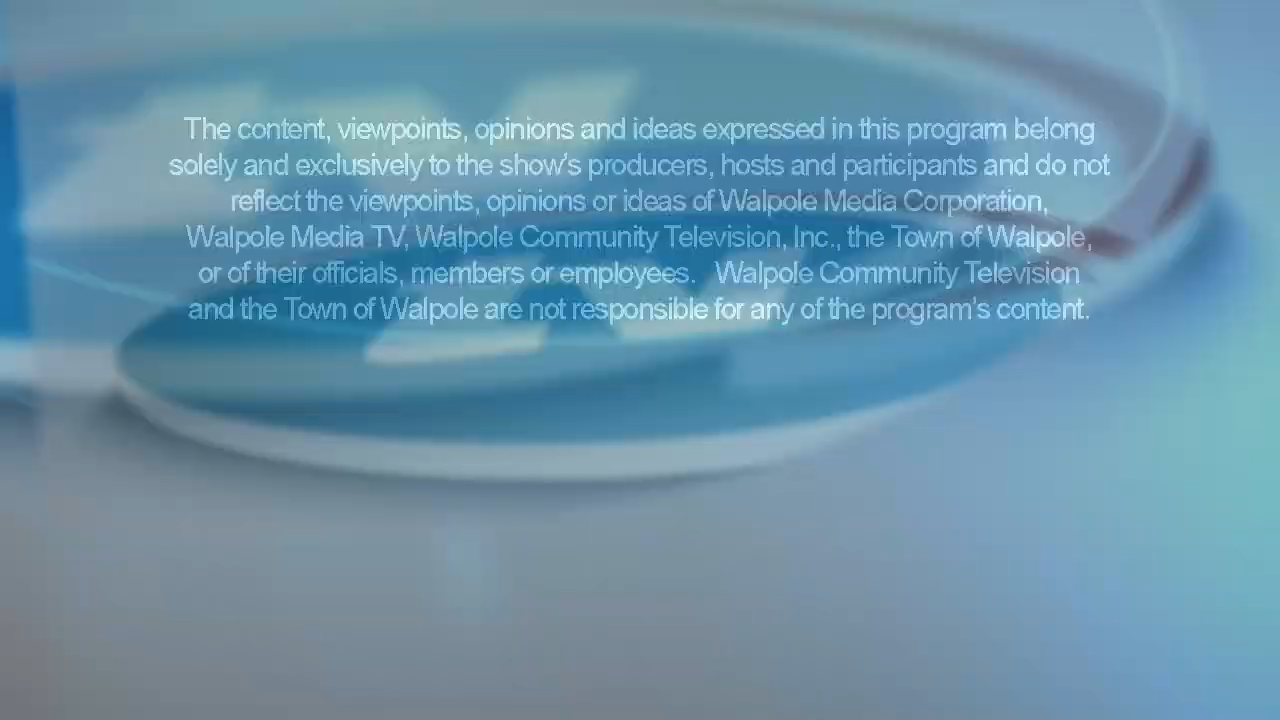 The content, viewpoints, opinions and ideas expressed in this program belong
solely and exclusively to the show's producers, hosts and participants and do not
reflect the viewpoints, opinions or ideas of Walpole Media Corporation,
Walpole Media TV, Walpole Community Television, Inc., the Town of Walpole,
or of their officials, members or employees.   Walpole Community Television
and the Town of Walpole are not responsible for any of the program's content.